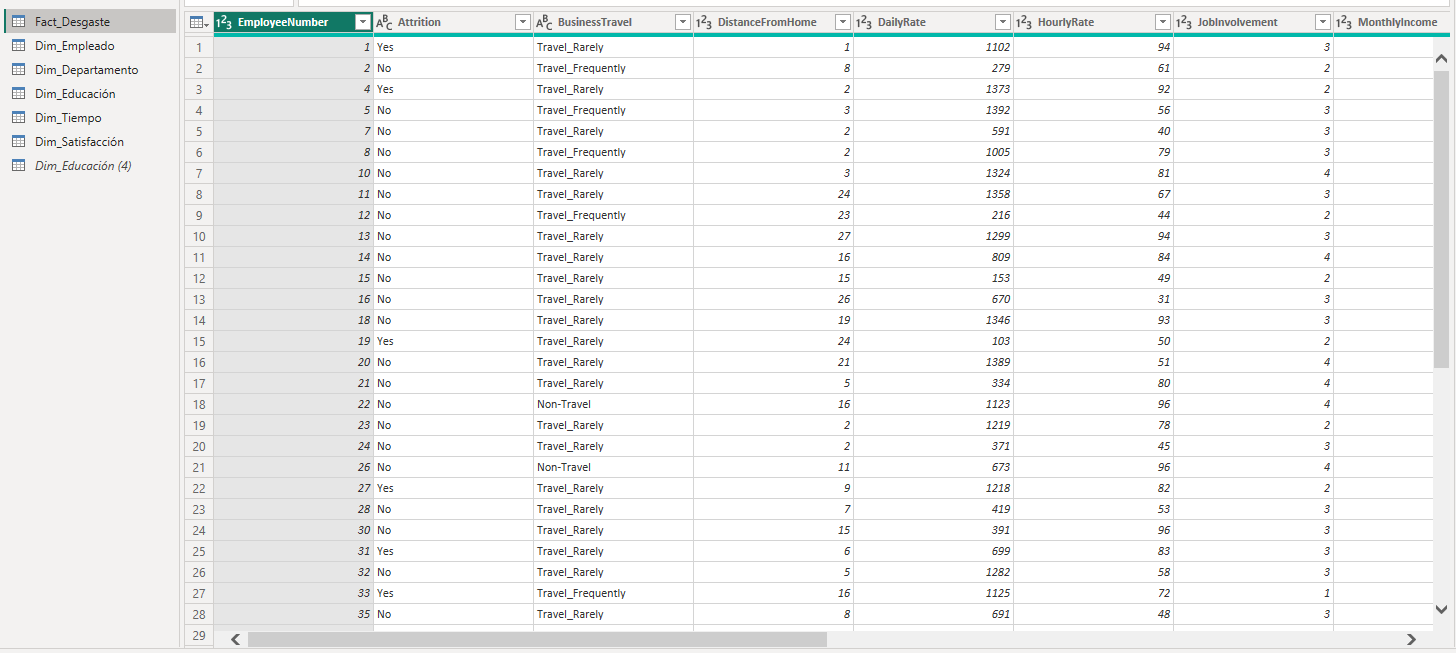 Fact_Desgaste
Dim_Empleado
Dim_Departamento
Dim_Educación
Dim_Tiempo
Dim_Satisfacción
Dim_Educación (4)
1²3 EmployeeNumber ABC Attrition ABC BusinessTravel 1²3 DistanceFromHome 1²3 DailyRate 1²3 HourlyRate 1²3 JobInvolvement 1²3 MonthlyIncome
1 1 Yes Travel_Rarely 1 1102 94 3
2 2 No Travel_Frequently 8 279 61 2
3 4 Yes Travel_Rarely 2 1373 92 2
4 5 No Travel_Frequently 3 1392 56 3
5 7 No Travel_Rarely 2 591 40 3
6 8 No Travel_Frequently 2 1005 79 3
7 10 No Travel_Rarely 3 1324 81 4
8 11 No Travel_Rarely 24 1358 67 3
9 12 No Travel_Frequently 23 216 44 2
10 13 No Travel_Rarely 27 1299 94 3
11 14 No Travel_Rarely 16 809 84 4
12 15 No Travel_Rarely 15 153 49 2
13 16 No Travel_Rarely 26 670 31 3
14 18 No Travel_Rarely 19 1346 93 3
15 19 Yes Travel_Rarely 24 103 50 2
16 20 No Travel_Rarely 21 1389 51 4
17 21 No Travel_Rarely 5 334 80 4
18 22 No Non-Travel 16 1123 96 4
19 23 No Travel_Rarely 2 1219 78 2
20 24 No Travel_Rarely 2 371 45 3
21 26 No Non-Travel 11 673 96 4
22 27 Yes Travel_Rarely 9 1218 82 2
23 28 No Travel_Rarely 7 419 53 3
24 30 No Travel_Rarely 15 391 96 3
25 31 Yes Travel_Rarely 6 699 83 3
26 32 No Travel_Rarely 5 1282 58 3
27 33 Yes Travel_Frequently 16 1125 72 1
28 35 No Travel_Rarely 8 691 48 3
29